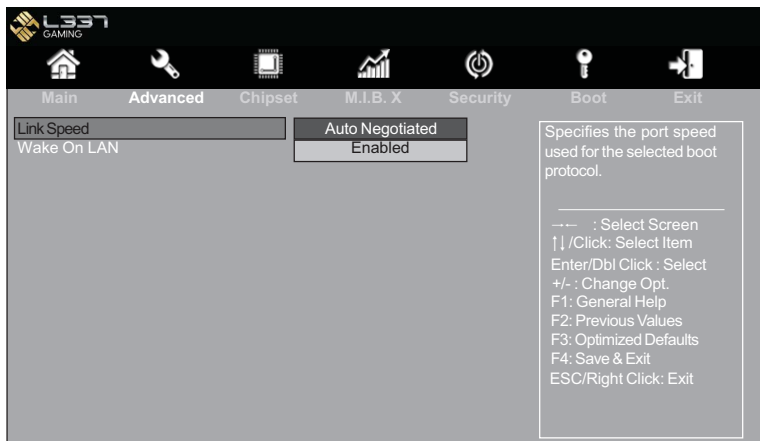 L337
GAMING
Main Advanced Chipset M.I.B. X Security Boot Exit
Link Speed Auto Negotiated
Wake On LAN Enabled
Specifies the port speed
used for the selected boot
protocol.
→← : Select Screen
↑↓/Click: Select Item
Enter/Dbl Click : Select
+/- : Change Opt.
F1: General Help
F2: Previous Values
F3: Optimized Defaults
F4: Save & Exit
ESC/Right Click: Exit